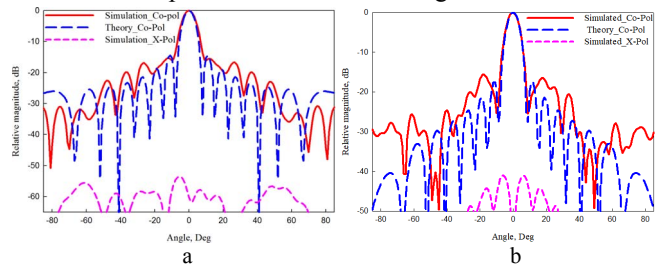 Simulation_Co-pol
Theory_Co-Pol
Simulation_X-Pol
0
-10
-20
-30
-40
-50
-60
Relative magnitude, dB
-80 -60 -40 -20 0 20 40 60 80
Angle, Deg
a
Simulated_Co-Pol
Theory_Co-Pol
Simulated_X-Pol
0
-10
-20
-30
-40
-50
Relative magnitude, dB
-80 -60 -40 -20 0 20 40 60 80
Angle, Deg
b